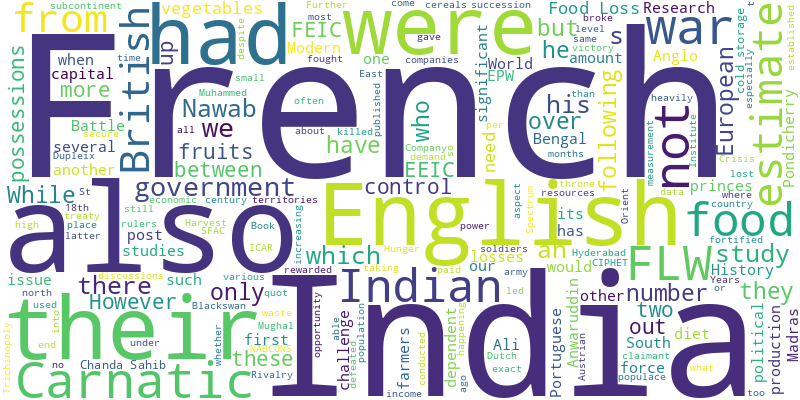 from
vegetables
subcontinent
Further
most
come
cereals
succession
Food Loss
Research
had
were
FEIC
Modern
fought
gave
despite
broke
level
same
victory
but
he
s
war
cold storage
especially
t
established
when
time
up
one
companies
World
amount
Anglo
British
possessions
capital
more
French
small
Muhammed
Nawab
East
EPW
published
significant
than
his
heavily
European
estimate
Pondicherry
Battle
secure
Dupleix
several
another
all
we
fruits
between
often
about
have
killed
who
EEIC
Companyo
demand
so
need
per
over
Bengal
months
following
measurement
Institute
not
Crisis
lost
princes
where
country
data
While
St
18th
treaty
place
latter
high
economic
century
territories
government
still
rulers
Harvest
SFAC
post
studies
also
Book
ICAR
increasing
control
English
power
Hunger
soldiers
losses
which
our
aspect
Spectrum
throne
resources
its
has
an
would
Orient
Hyderabad
CIPHET
food
fortified
study
FLW
History
issue
north
used
end
into
discussions
there
such
However
various
only
Blackswan
quot
first
these
Mughal
waste
NABCONS
whether
rewarded
opportunity
taking
paid
army
led
Indian
other
number
Years
or
they
two
out
South
diet
claimant
force
populace
what
too
political
production
Madras
their
Trichinopoly
no
under
Chanda Sahib
Rivalry
Carnatic
India
challenge
able
defeated
population
farmers
income
conducted
dependent
ago
happening
Ali
Dutch
exact
Portuguese
Anwaruddin
Austrian